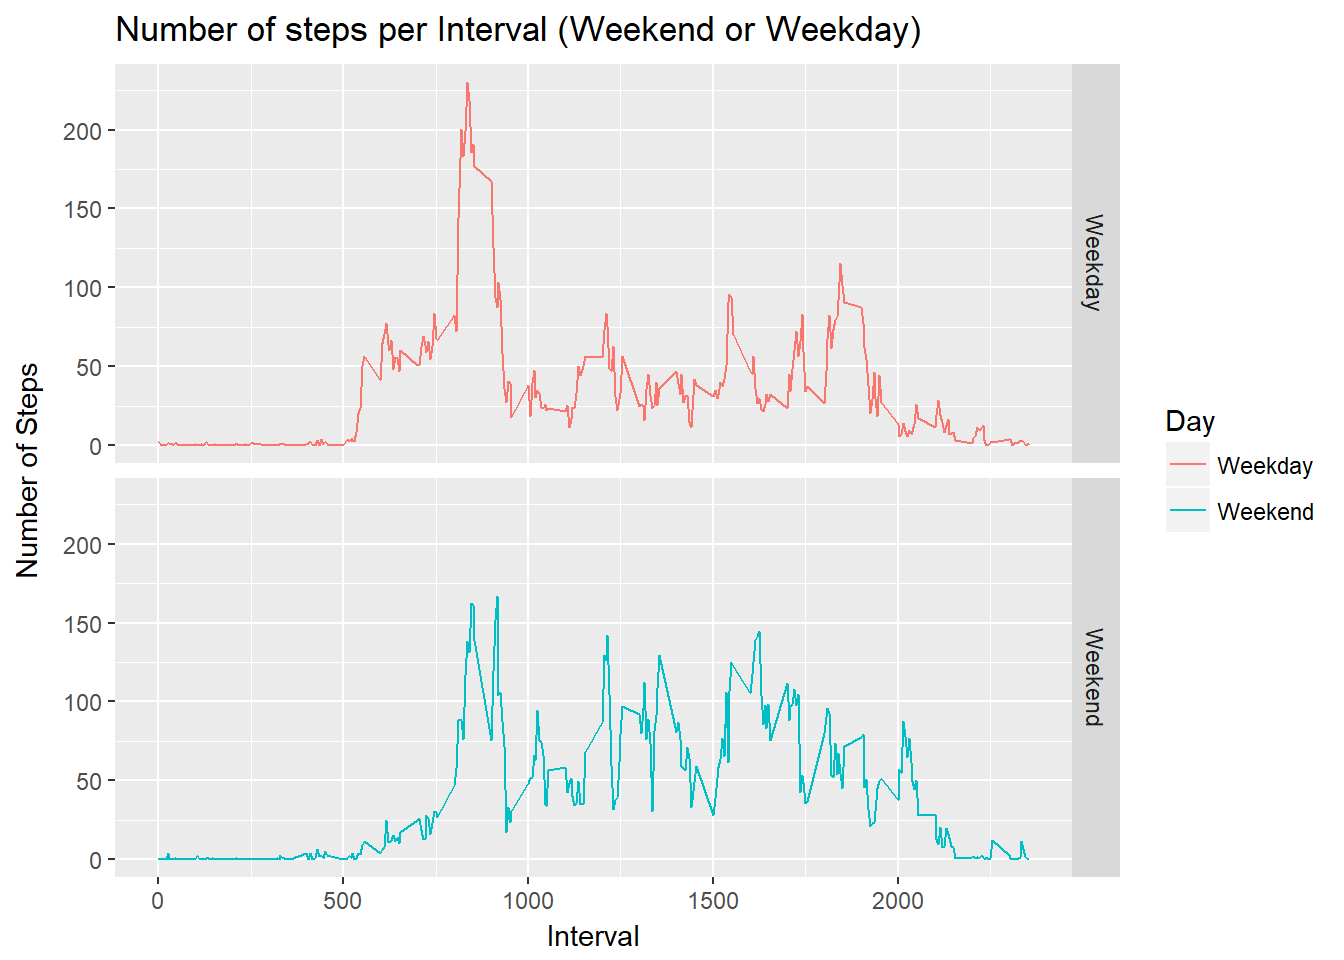 Number of steps per Interval (Weekend or Weekday)
Number of Steps
200
150
100
50
0
Weekday
200
150
100
50
0
Weekend
0 500 1000 1500 2000
Interval
Day
Weekday
Weekend